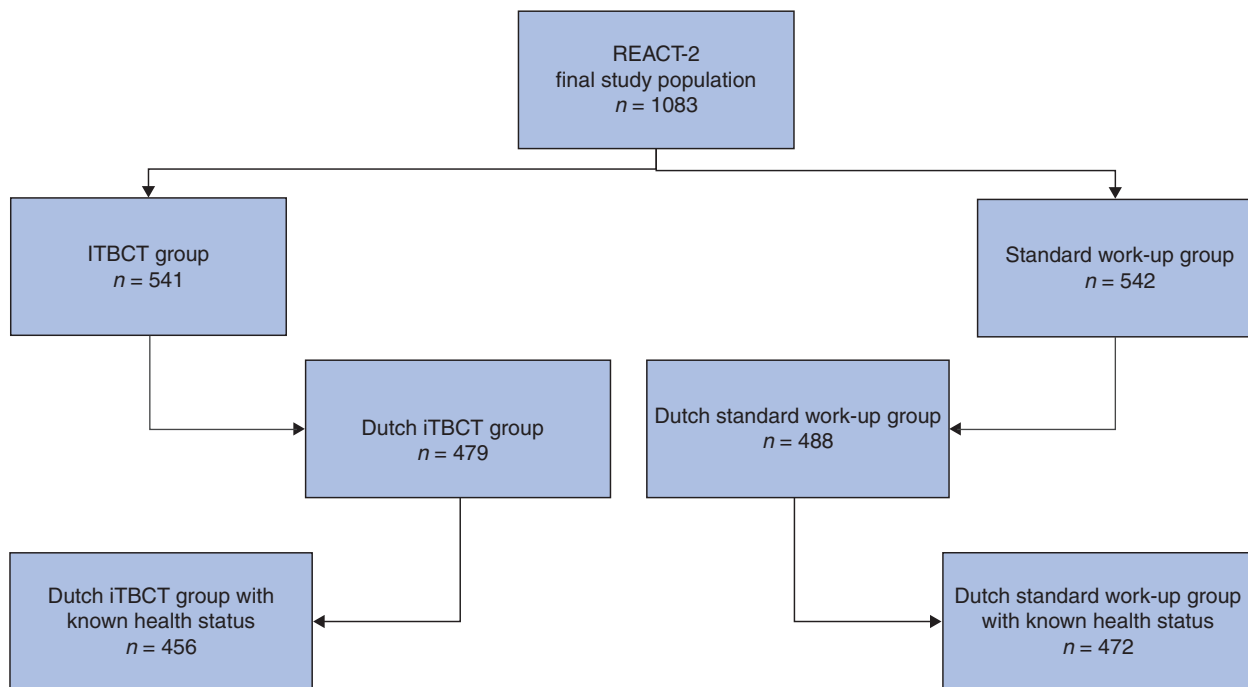 REACT-2
final study population
n = 1083
ITBCT group
n = 541
Standard work-up group
n = 542
Dutch iTBCT group
n = 479
Dutch standard work-up group
n = 488
Dutch iTBCT group with
known health status
n = 456
Dutch standard work-up group
with known health status
n = 472